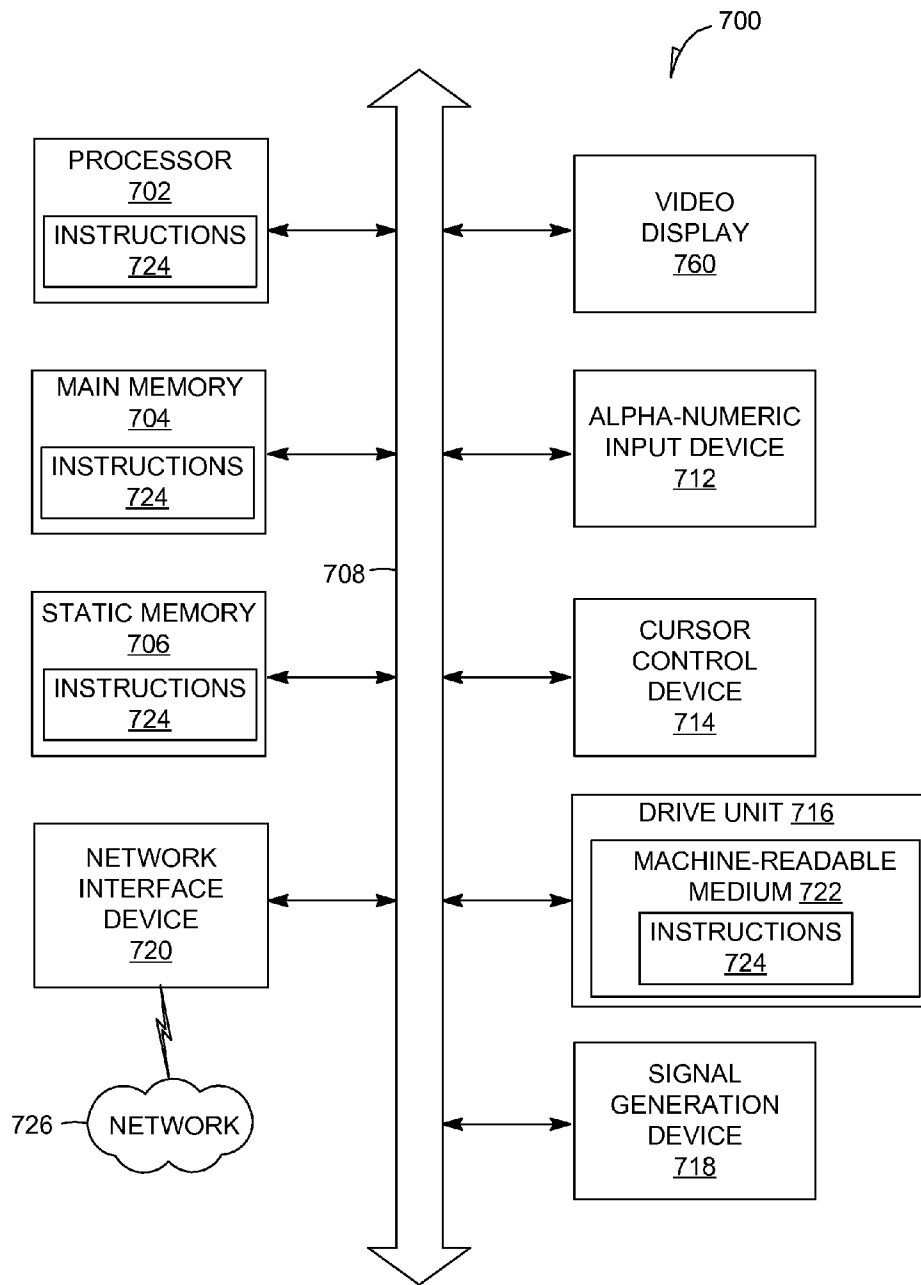 700
PROCESSOR
702
INSTRUCTIONS
724
VIDEO
DISPLAY
760
MAIN MEMORY
704
INSTRUCTIONS
724
ALPHA-NUMERIC
INPUT DEVICE
712
708
STATIC MEMORY
706
INSTRUCTIONS
724
CURSOR
CONTROL
DEVICE
714
NETWORK
INTERFACE
DEVICE
720
DRIVE UNIT 716
MACHINE-READABLE
MEDIUM 722
INSTRUCTIONS
724
726
NETWORK
SIGNAL
GENERATION
DEVICE
718